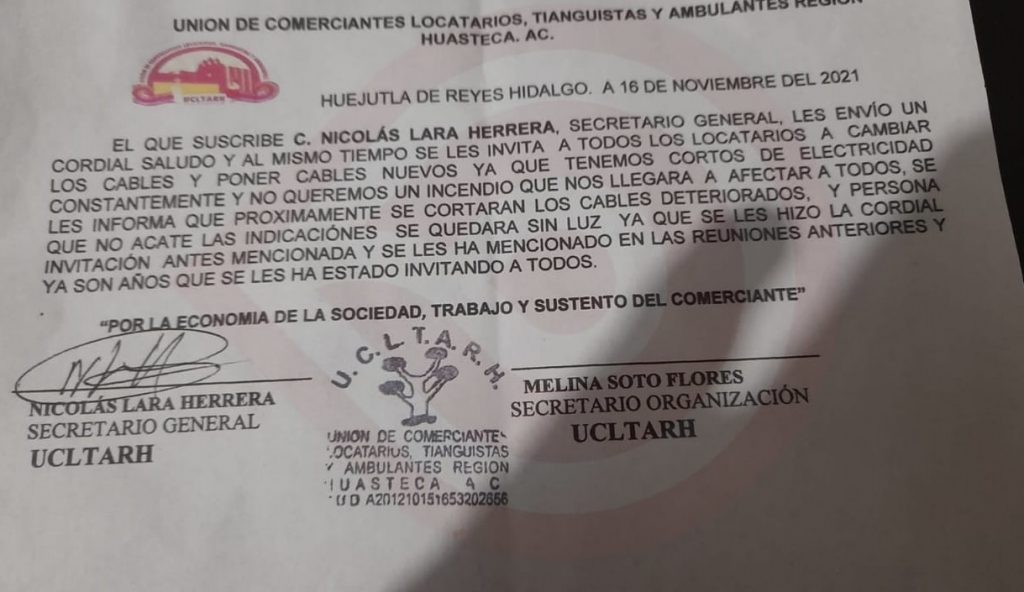 UNION DE COMERCIANTES LOCATARIOS, TIANGUISTAS Y AMBULANTES REGION
HUASTECA. AC.
UCLTARH
HUEJUTLA DE REYES HIDALGO. A 16 DE NOVIEMBRE DEL 2021
EL QUE SUSCRIBE C. NICOLÁS LARA HERRERA, SECRETARIO GENERAL, LES ENVÍO UN
CORDIAL SALUDO Y AL MISMO TIEMPO SE LES INVITA A TODOS LOS LOCATARIOS A CAMBIAR
LOS CABLES Y PONER CABLES NUEVOS YA QUE TENEMOS CORTOS DE ELECTRICIDAD
CONSTANTEMENTE Y NO QUEREMOS UN INCENDIO QUE NOS LLEGARA A AFECTAR A TODOS, SE
LES INFORMA QUE PROXIMAMENTE SE CORTARAN LOS CABLES DETERIORADOS, Y PERSONA
QUE NO ACATE LAS INDICACIÓNES SE QUEDARA SIN LUZ YA QUE SE LES HIZO LA CORDIAL
INVITACIÓN ANTES MENCIONADA Y SE LES HA MENCIONADO EN LAS REUNIONES ANTERIORES Y
YA SON AÑOS QUE SE LES HA ESTADO INVITANDO A TODOS.
"POR LA ECONOMIA DE LA SOCIEDAD, TRABAJO Y SUSTENTO DEL COMERCIANTE"
NICOLÁS LARA HERRERA
SECRETARIO GENERAL
UCLTARH
U.C.L.T.A.R.H.
UNION DE COMERCIANTES
LOCATARIOS, TIANGUISTAS
Y AMBULANTES REGION
HUASTECA A C
MELINA SOTO FLORES
SECRETARIO ORGANIZACIÓN
UCLTARH